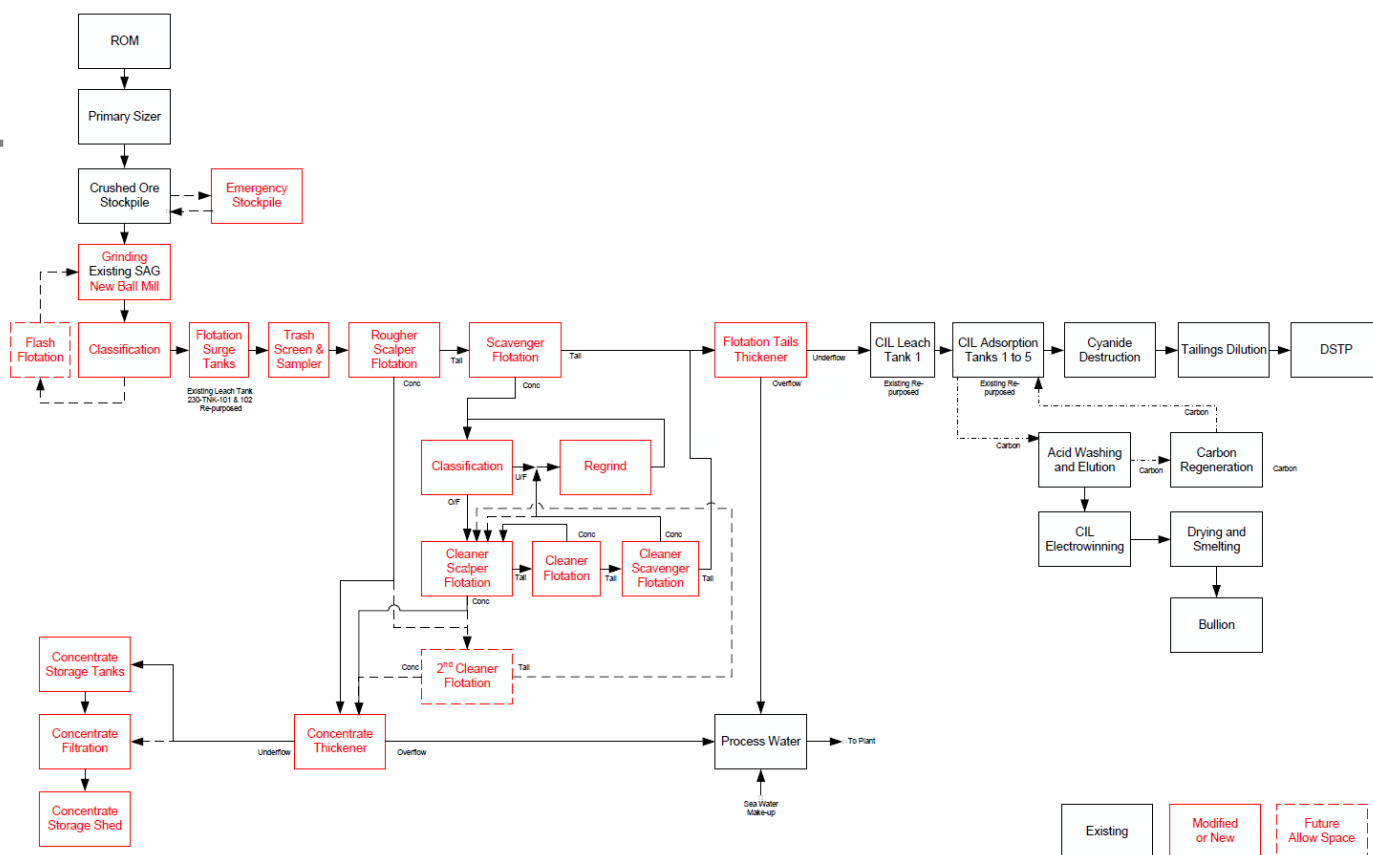 ROM
Primary Sizer
Crushed Ore
Stockpile
Emergency
Stockpile
Grinding
Existing SAG
New Ball Mill
Flash
Flotation
Classification
Flotation
Surge
Tanks
Existing Leach Tank
230-TNK-101 & 102
Re-purposed
Trash
Screen &
Sampler
Rougher
Scalper
Flotation
Tail
Conc
Scavenger
Flotation
Tail
Conc
Flotation Tails
Thickener
Underflow
Overflow
CIL Leach
Tank 1
Existing Re-
purposed
CIL Adsorption
Tanks 1 to 5
Existing Re-
purposed
Cyanide
Destruction
Tailings Dilution
DSTP
Carbon
Carbon
Acid Washing
and Elution
Carbon
Carbon
Regeneration
Carbon
CIL
Electrowinning
Drying and
Smelting
Bullion
Classification
U/F
O/F
Regrind
Cleaner
Scalper
Flotation
Tail
Conc
Cleaner
Flotation
Conc
Tail
Cleaner
Scavenger
Flotation
Conc
Tail
Conc
2nd Cleaner
Flotation
Tail
Concentrate
Storage Tanks
Concentrate
Filtration
Concentrate
Storage Shed
Underflow
Concentrate
Thickener
Overflow
Process Water
To Plant
Sea Water
Make-up
Existing
Modified
or New
Future
Allow Space